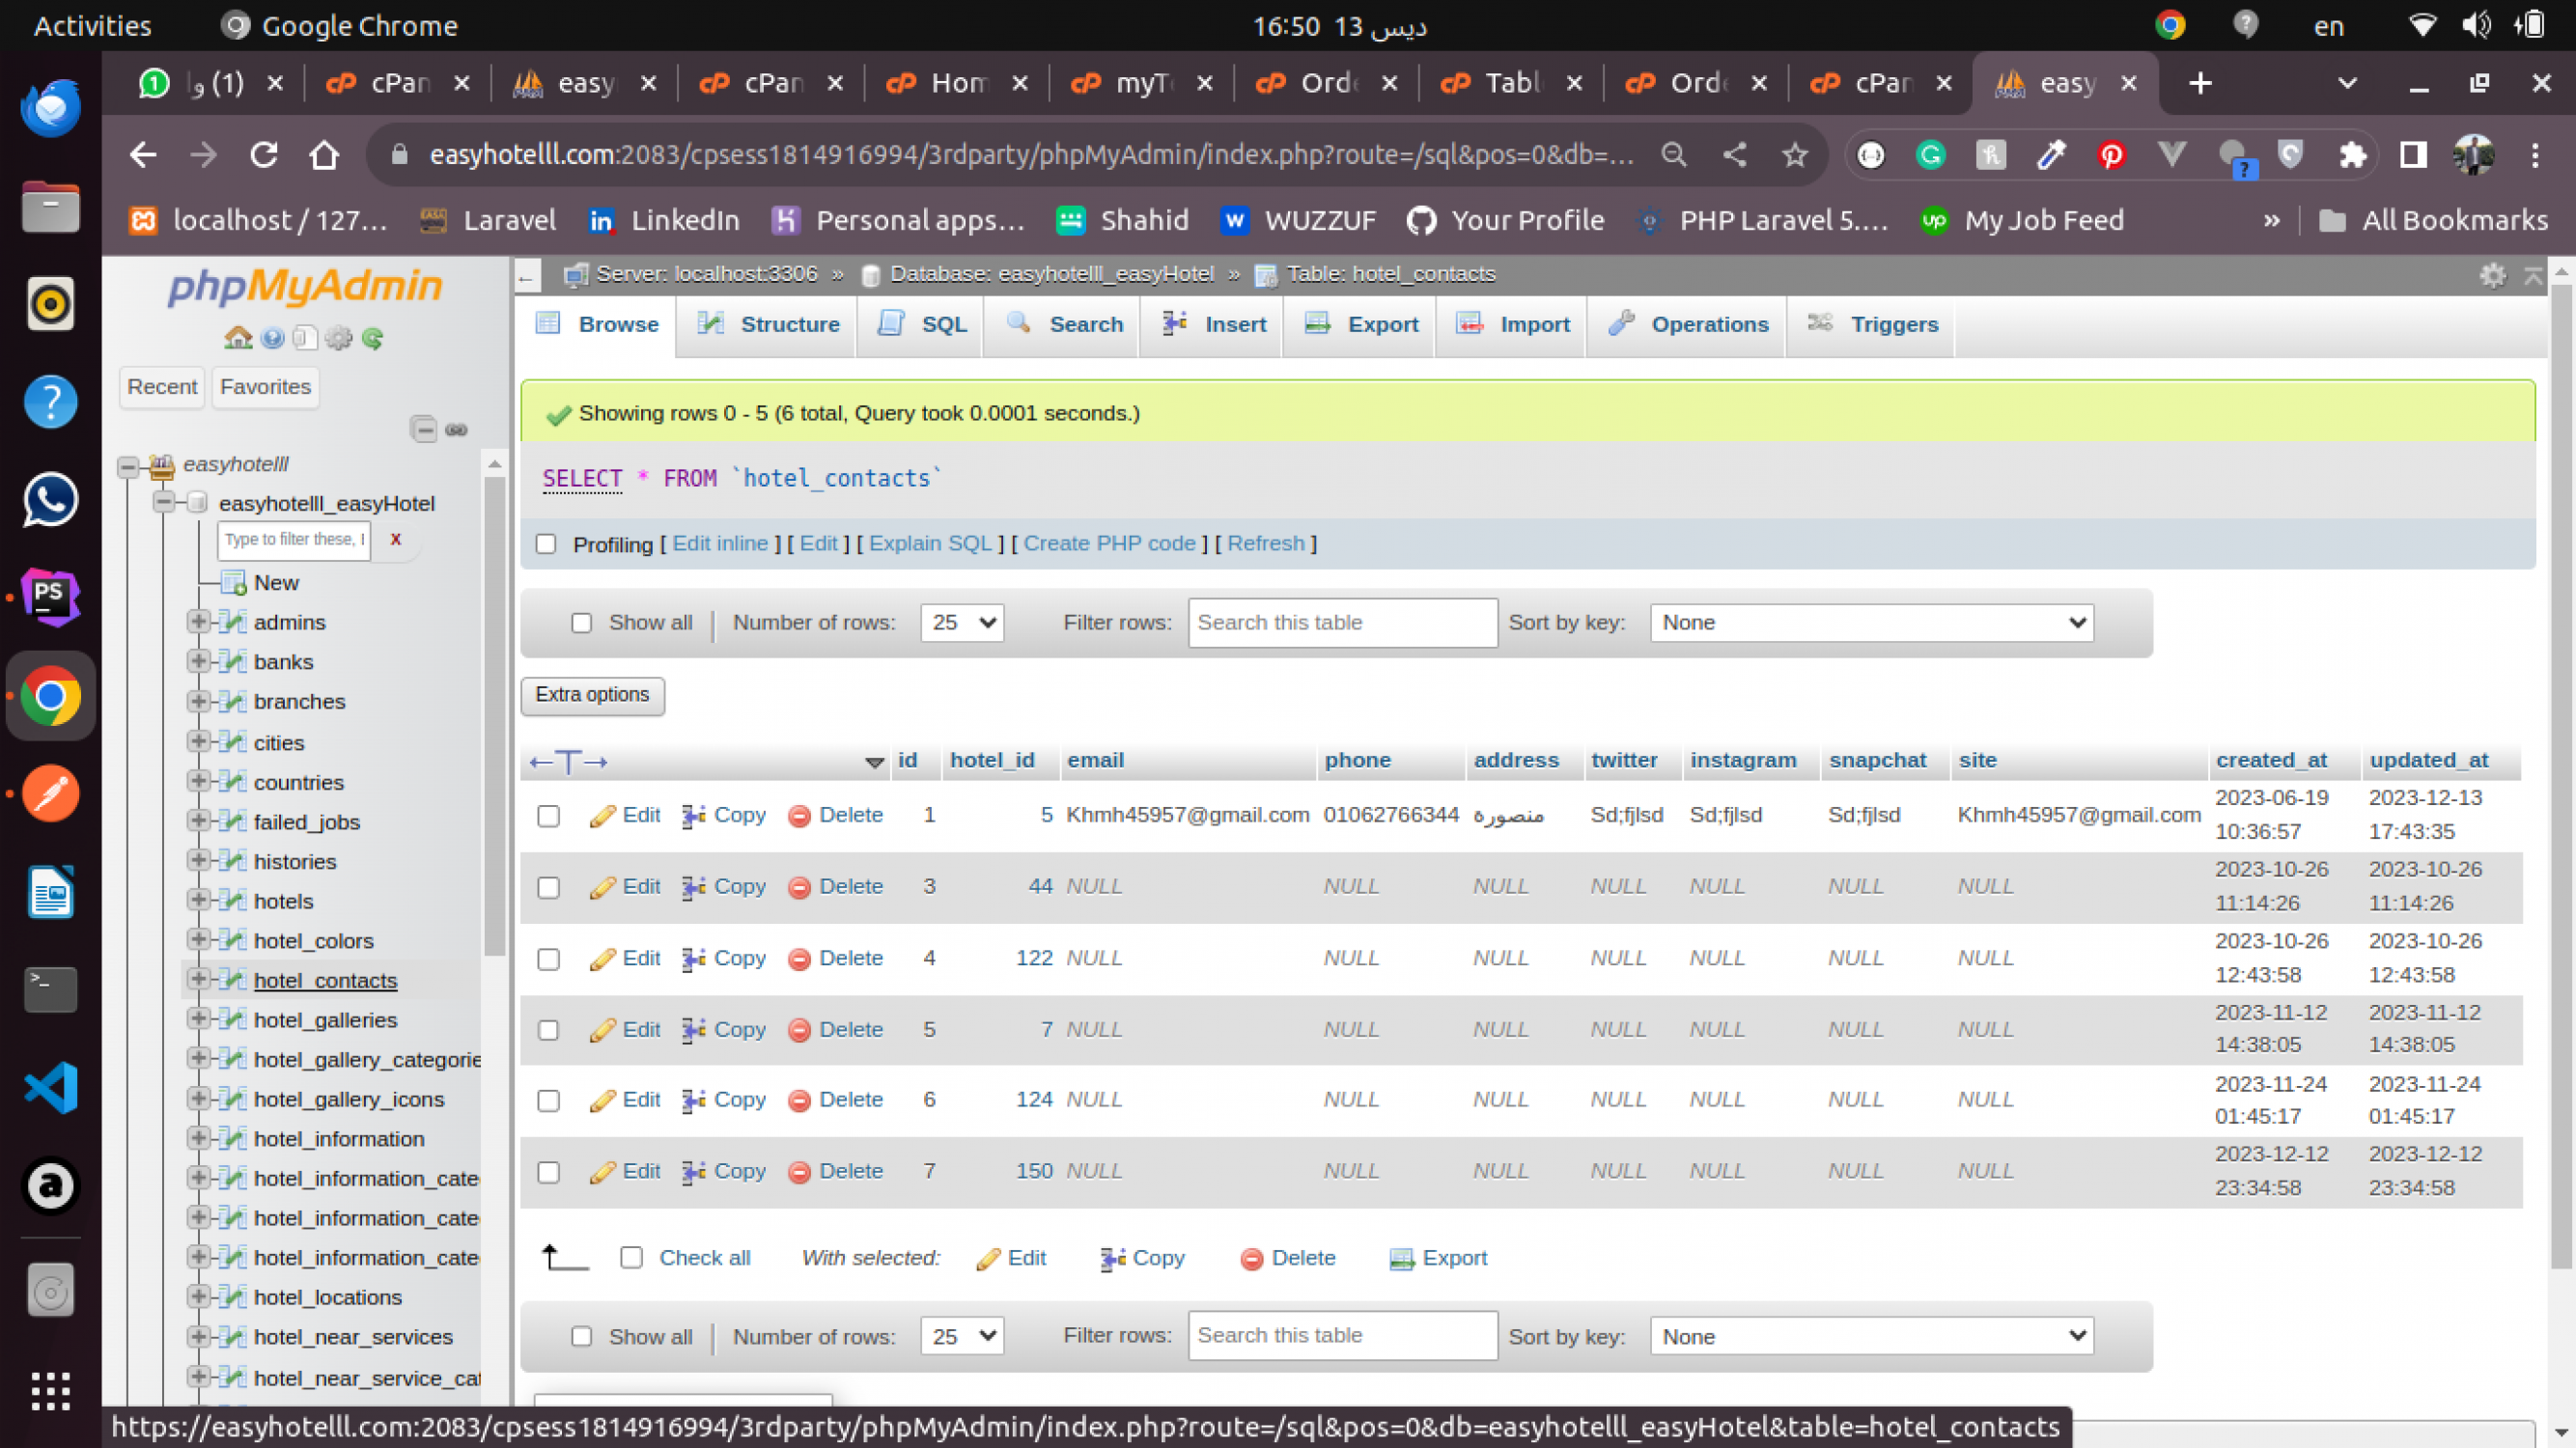 Activities Google Chrome 16:50 13 ديس en
(1) وا cPan easy cPan Hom myT Orde Tabl Orde cPan easy
easyhotelll.com:2083/cpsess1814916994/3rdparty/phpMyAdmin/index.php?route=/sql&pos=0&db=...
localhost / 127... Laravel LinkedIn Personal apps... Shahid WUZZUF Your Profile PHP Laravel 5.... My Job Feed » All Bookmarks
phpMyAdmin
Recent Favorites
easyhotelll
easyhotelll_easyHotel
Type to filter these, X
New
admins
banks
branches
cities
countries
failed_jobs
histories
hotels
hotel_colors
hotel_contacts
hotel_galleries
hotel_gallery_categorie
hotel_gallery_icons
hotel_information
hotel_information_cate
hotel_information_cate
hotel_information_cate
hotel_locations
hotel_near_services
hotel_near_service_cat
Server: localhost:3306 » Database: easyhotelll_easyHotel » Table: hotel_contacts
Browse Structure SQL Search Insert Export Import Operations Triggers
Showing rows 0 - 5 (6 total, Query took 0.0001 seconds.)
SELECT * FROM `hotel_contacts`
Profiling [ Edit inline ] [ Edit ] [ Explain SQL ] [ Create PHP code ] [ Refresh ]
Show all Number of rows: 25 Filter rows: Search this table Sort by key: None
Extra options
id hotel_id email phone address twitter instagram snapchat site created_at updated_at
Edit Copy Delete 1 5 Khmh45957@gmail.com 01062766344 منصورة Sd;fjlsd Sd;fjlsd Sd;fjlsd Khmh45957@gmail.com 2023-06-19 10:36:57 2023-12-13 17:43:35
Edit Copy Delete 3 44 NULL NULL NULL NULL NULL NULL NULL 2023-10-26 11:14:26 2023-10-26 11:14:26
Edit Copy Delete 4 122 NULL NULL NULL NULL NULL NULL NULL 2023-10-26 12:43:58 2023-10-26 12:43:58
Edit Copy Delete 5 7 NULL NULL NULL NULL NULL NULL NULL 2023-11-12 14:38:05 2023-11-12 14:38:05
Edit Copy Delete 6 124 NULL NULL NULL NULL NULL NULL NULL 2023-11-24 01:45:17 2023-11-24 01:45:17
Edit Copy Delete 7 150 NULL NULL NULL NULL NULL NULL NULL 2023-12-12 23:34:58 2023-12-12 23:34:58
Check all With selected: Edit Copy Delete Export
Show all Number of rows: 25 Filter rows: Search this table Sort by key: None
https://easyhotelll.com:2083/cpsess1814916994/3rdparty/phpMyAdmin/index.php?route=/sql&pos=0&db=easyhotelll_easyHotel&table=hotel_contacts